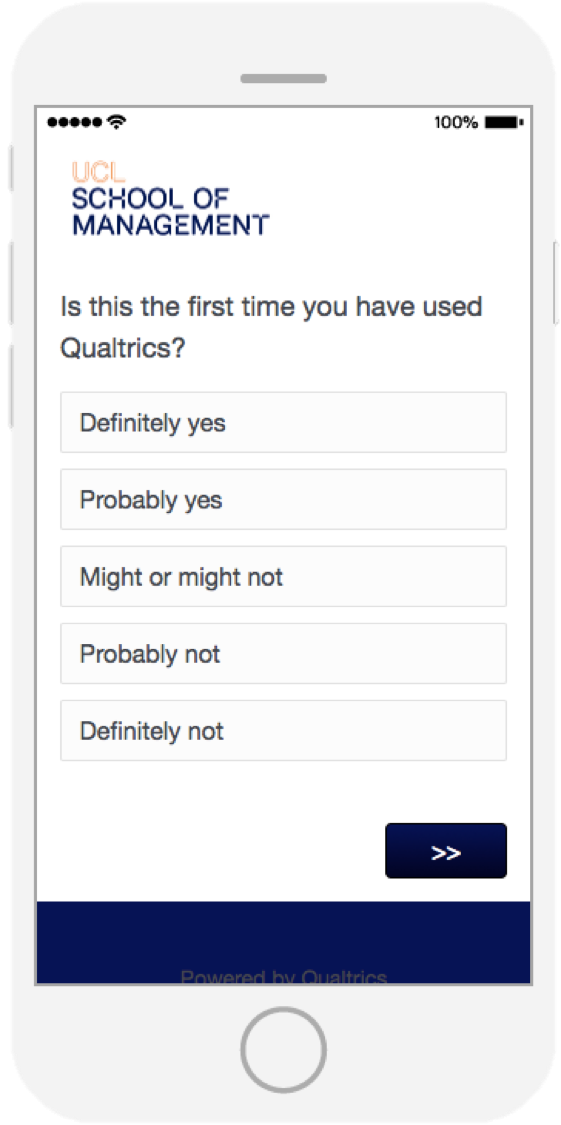 100%
UCL
SCHOOL OF
MANAGEMENT
Is this the first time you have used
Qualtrics?
Definitely yes
Probably yes
Might or might not
Probably not
Definitely not
>>
Powered by Qualtrics